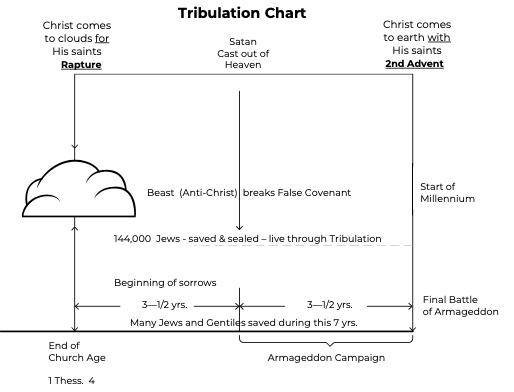 Tribulation Chart
Christ comes
to clouds for
His saints
Rapture
Satan
Cast out of
Heaven
Christ comes
to earth with
His saints
2nd Advent
Beast (Anti-Christ) breaks False Covenant
Start of
Millennium
144,000 Jews - saved & sealed – live through Tribulation
Beginning of sorrows
3—1/2 yrs.
3—1/2 yrs.
Final Battle
of Armageddon
Many Jews and Gentiles saved during this 7 yrs.
End of
Church Age
Armageddon Campaign
1 Thess. 4